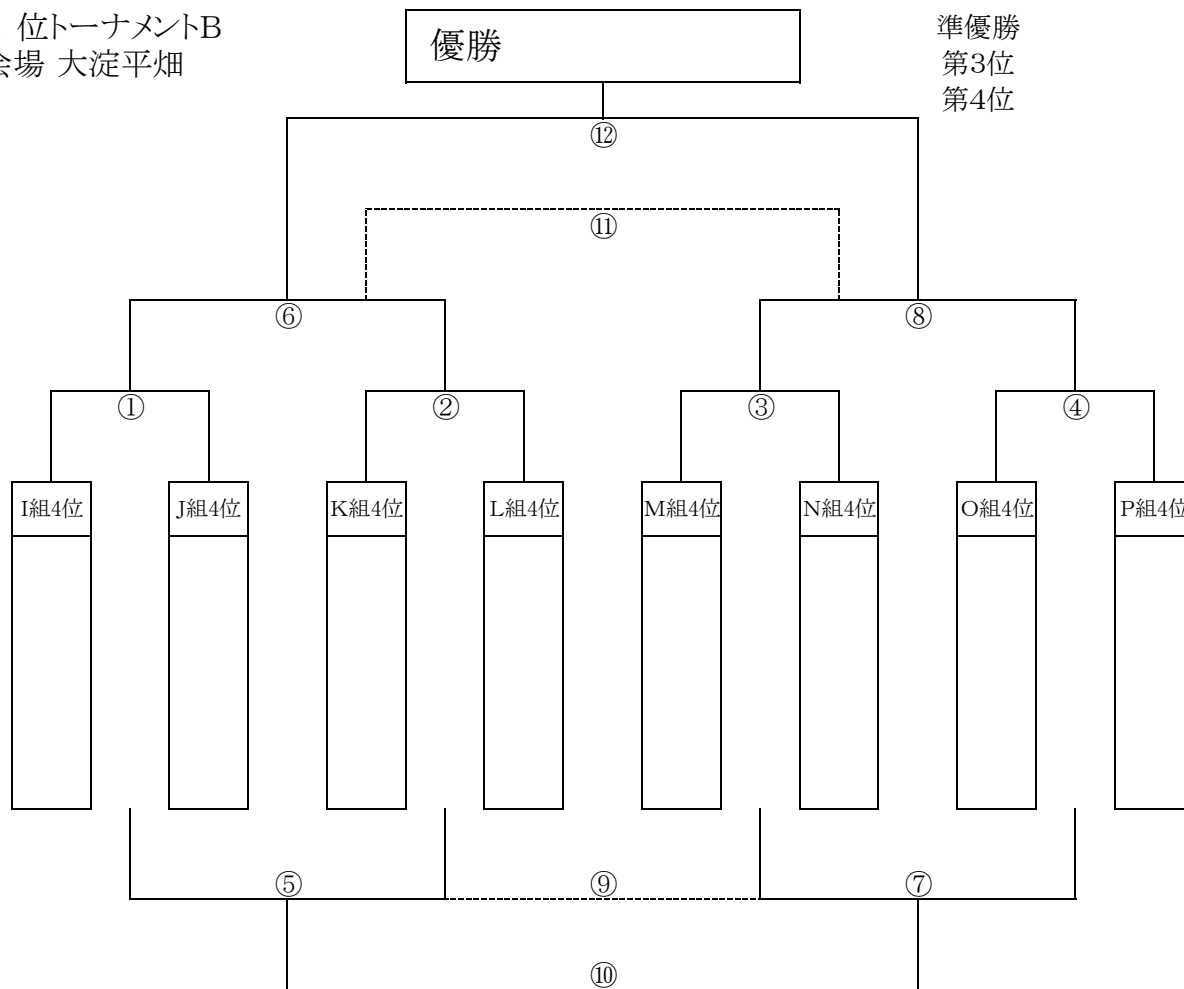 位トーナメントB
会場 大淀平畑
優勝
準優勝
第3位
第4位
⑫
⑪
⑥
⑧
①
②
③
④
I組4位
J組4位
K組4位
L組4位
M組4位
N組4位
O組4位
P組4位
⑤
⑨
⑦
⑩